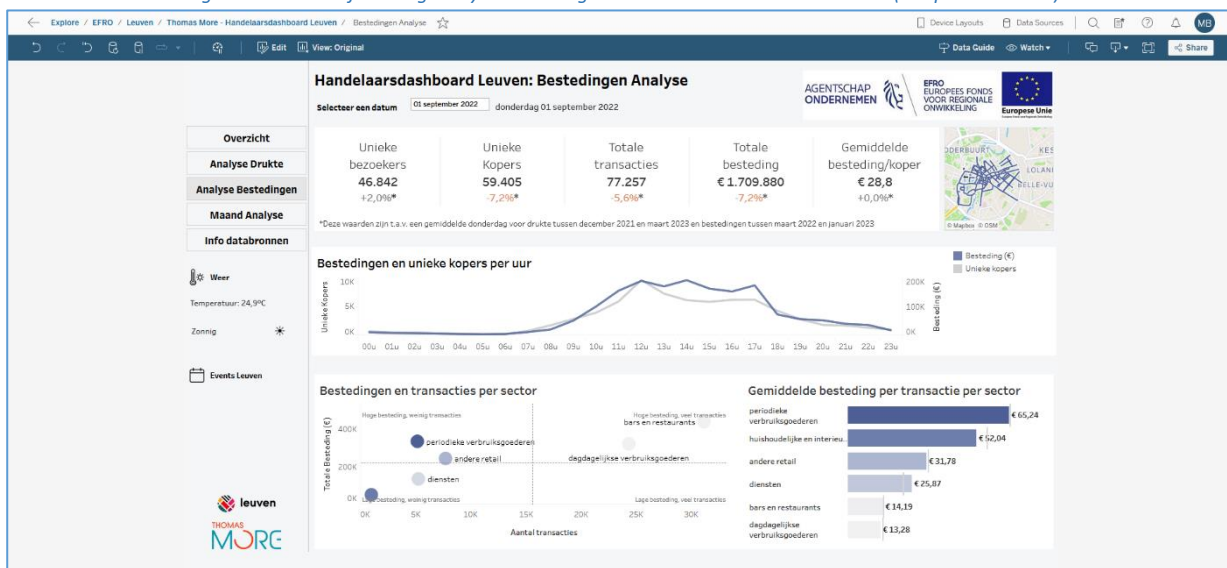 Explore / EFRO / Leuven / Thomas More - Handelaarsdashboard Leuven / Bestedingen Analyse
Device Layouts
Data Sources
MB
Edit
View: Original
Data Guide
Watch
Share
Handelaarsdashboard Leuven: Bestedingen Analyse
Selecteer een datum 01 september 2022 donderdag 01 september 2022
AGENTSCHAP
ONDERNEMEN
EFRO
EUROPEES FONDS
VOOR REGIONALE
ONWIKKELING
Europese Unie
Overzicht
Analyse Drukte
Analyse Bestedingen
Maand Analyse
Info databronnen
Unieke bezoekers
46.842
+2,0%*
Unieke Kopers
59.405
-7,2%*
Totale transacties
77.257
-5,6%*
Totale besteding
€ 1.709.880
-7,2%*
Gemiddelde besteding/koper
€ 28,8
+0,0%*
*Deze waarden zijn t.a.v. een gemiddelde donderdag voor drukte tussen december 2021 en maart 2023 en bestedingen tussen maart 2022 en januari 2023
© Mapbox © OSM
Weer
Temperatuur: 24,9°C
Zonnig
Events Leuven
Bestedingen en unieke kopers per uur
Besteding (€)
Unieke kopers
Unieke Kopers
10K
5K
0K
200K
100K
0K
Besteding (€)
00u 01u 02u 03u 04u 05u 06u 07u 08u 09u 10u 11u 12u 13u 14u 15u 16u 17u 18u 19u 20u 21u 22u 23u
Bestedingen en transacties per sector
Hoge besteding, weinig transacties
Hoge besteding, veel transacties
bars en restaurants
periodieke verbruiksgoederen
andere retail
dagdagelijkse verbruiksgoederen
diensten
Lage besteding, weinig transacties
Lage besteding, veel transacties
Totale Besteding (€)
400K
200K
0K
0K 5K 10K 15K 20K 25K 30K
Aantal transacties
Gemiddelde besteding per transactie per sector
periodieke
verbruiksgoederen
€ 65,24
huishoudelijke en interieu..
€ 52,04
andere retail
€ 31,78
diensten
€ 25,87
bars en restaurants
€ 14,19
dagdagelijkse
verbruiksgoederen
€ 13,28
leuven
THOMAS
MORE